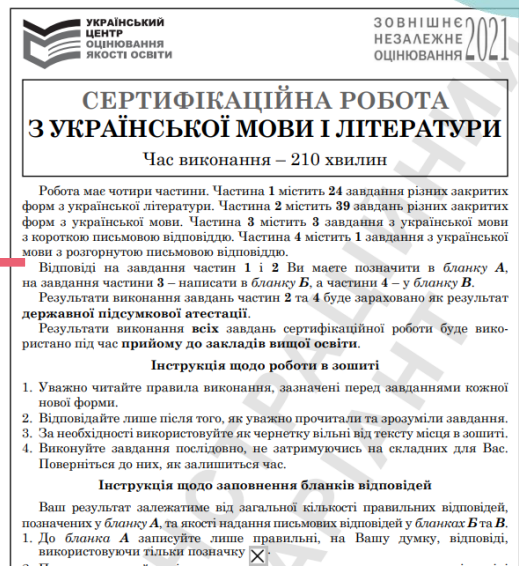 УКРАЇНСЬКИЙ
ЦЕНТР
ОЦІНЮВАННЯ
ЯКОСТІ ОСВІТИ
ЗОВНІШНЄ
НЕЗАЛЕЖНЕ
ОЦІНЮВАННЯ 2021
СЕРТИФІКАЦІЙНА РОБОТА
З УКРАЇНСЬКОЇ МОВИ І ЛІТЕРАТУРИ
Час виконання – 210 хвилин
Робота має чотири частини. Частина 1 містить 24 завдання різних закритих
форм з української літератури. Частина 2 містить 39 завдань різних закритих
форм з української мови. Частина 3 містить 3 завдання з української мови
з короткою письмовою відповіддю. Частина 4 містить 1 завдання з української
мови з розгорнутою письмовою відповіддю.
Відповіді на завдання частин 1 і 2 Ви маєте позначити в бланку А,
на завдання частини 3 – написати в бланку Б, а частини 4 – у бланку В.
Результати виконання завдань частин 2 та 4 буде зараховано як результат
державної підсумкової атестації.
Результати виконання всіх завдань сертифікаційної роботи буде вико-
ристано під час прийому до закладів вищої освіти.
Інструкція щодо роботи в зошиті
1. Уважно читайте правила виконання, зазначені перед завданнями кожної
нової форми.
2. Відповідайте лише після того, як уважно прочитали та зрозуміли завдання.
3. За необхідності використовуйте як чернетку вільні від тексту місця в зошиті.
4. Виконуйте завдання послідовно, не затримуючись на складних для Вас.
Поверніться до них, як залишиться час.
Інструкція щодо заповнення бланків відповідей
Ваш результат залежатиме від загальної кількості правильних відповідей,
позначених у бланку А, та якості надання письмових відповідей у бланках Б та В.
1. До бланка А записуйте лише правильні, на Вашу думку, відповіді,
використовуючи тільки позначку ☒.